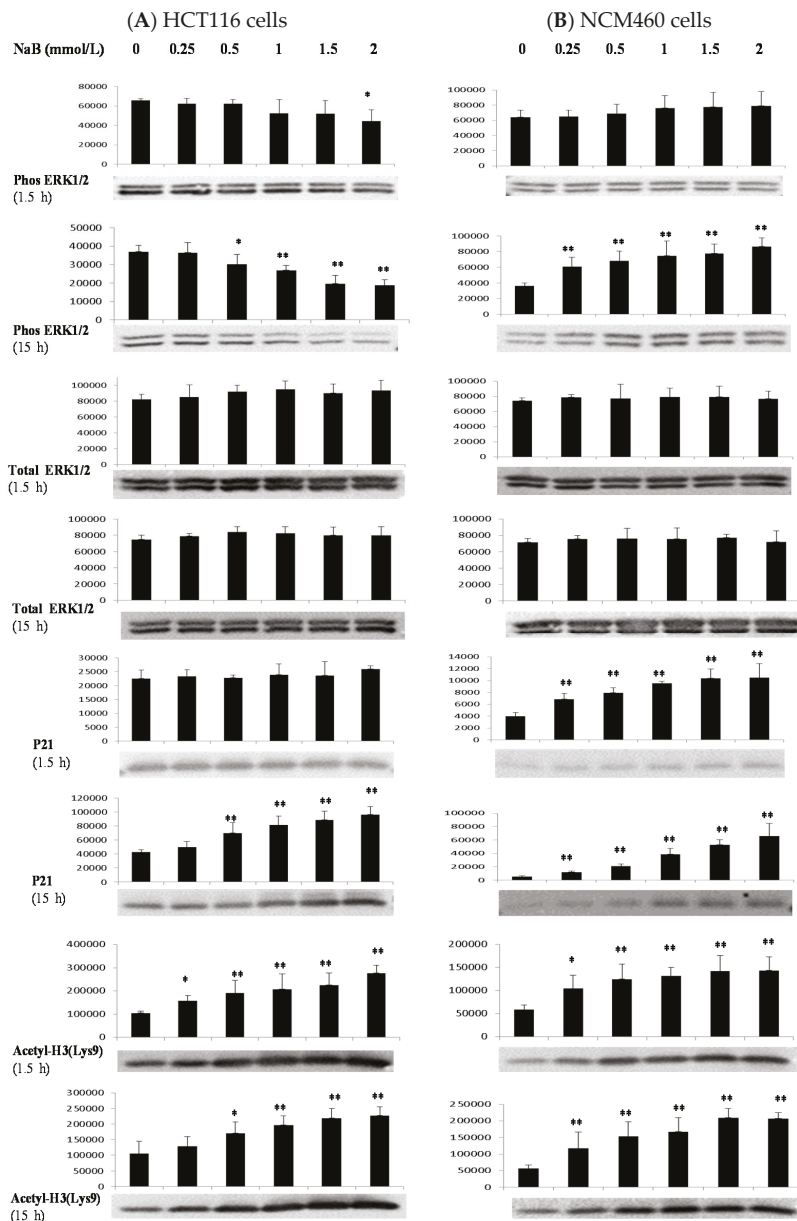 (A) HCT116 cells (B) NCM460 cells
NaB (mmol/L) 0 0.25 0.5 1 1.5 2 0 0.25 0.5 1 1.5 2
80000 60000 40000 20000 0 *
100000 80000 60000 40000 20000 0
Phos ERK1/2
(1.5 h)
50000 40000 30000 20000 10000 0 * ** ** **
100000 80000 60000 40000 20000 0 ** ** ** ** **
Phos ERK1/2
(15 h)
100000 80000 60000 40000 20000 0
100000 80000 60000 40000 20000 0
Total ERK1/2
(1.5 h)
100000 80000 60000 40000 20000 0
100000 80000 60000 40000 20000 0
Total ERK1/2
(15 h)
30000 25000 20000 15000 10000 5000 0
14000 12000 10000 8000 6000 4000 2000 0 ** ** ** ** **
P21
(1.5 h)
120000 100000 80000 60000 40000 20000 0 ** ** ** **
100000 80000 60000 40000 20000 0 ** ** ** ** **
P21
(15 h)
400000 300000 200000 100000 0 * ** ** ** **
200000 150000 100000 50000 0 * ** ** ** **
Acetyl-H3(Lys9)
(1.5 h)
300000 250000 200000 150000 100000 50000 0 * ** ** **
250000 200000 150000 100000 50000 0 ** ** ** ** **
Acetyl-H3(Lys9)
(15 h)